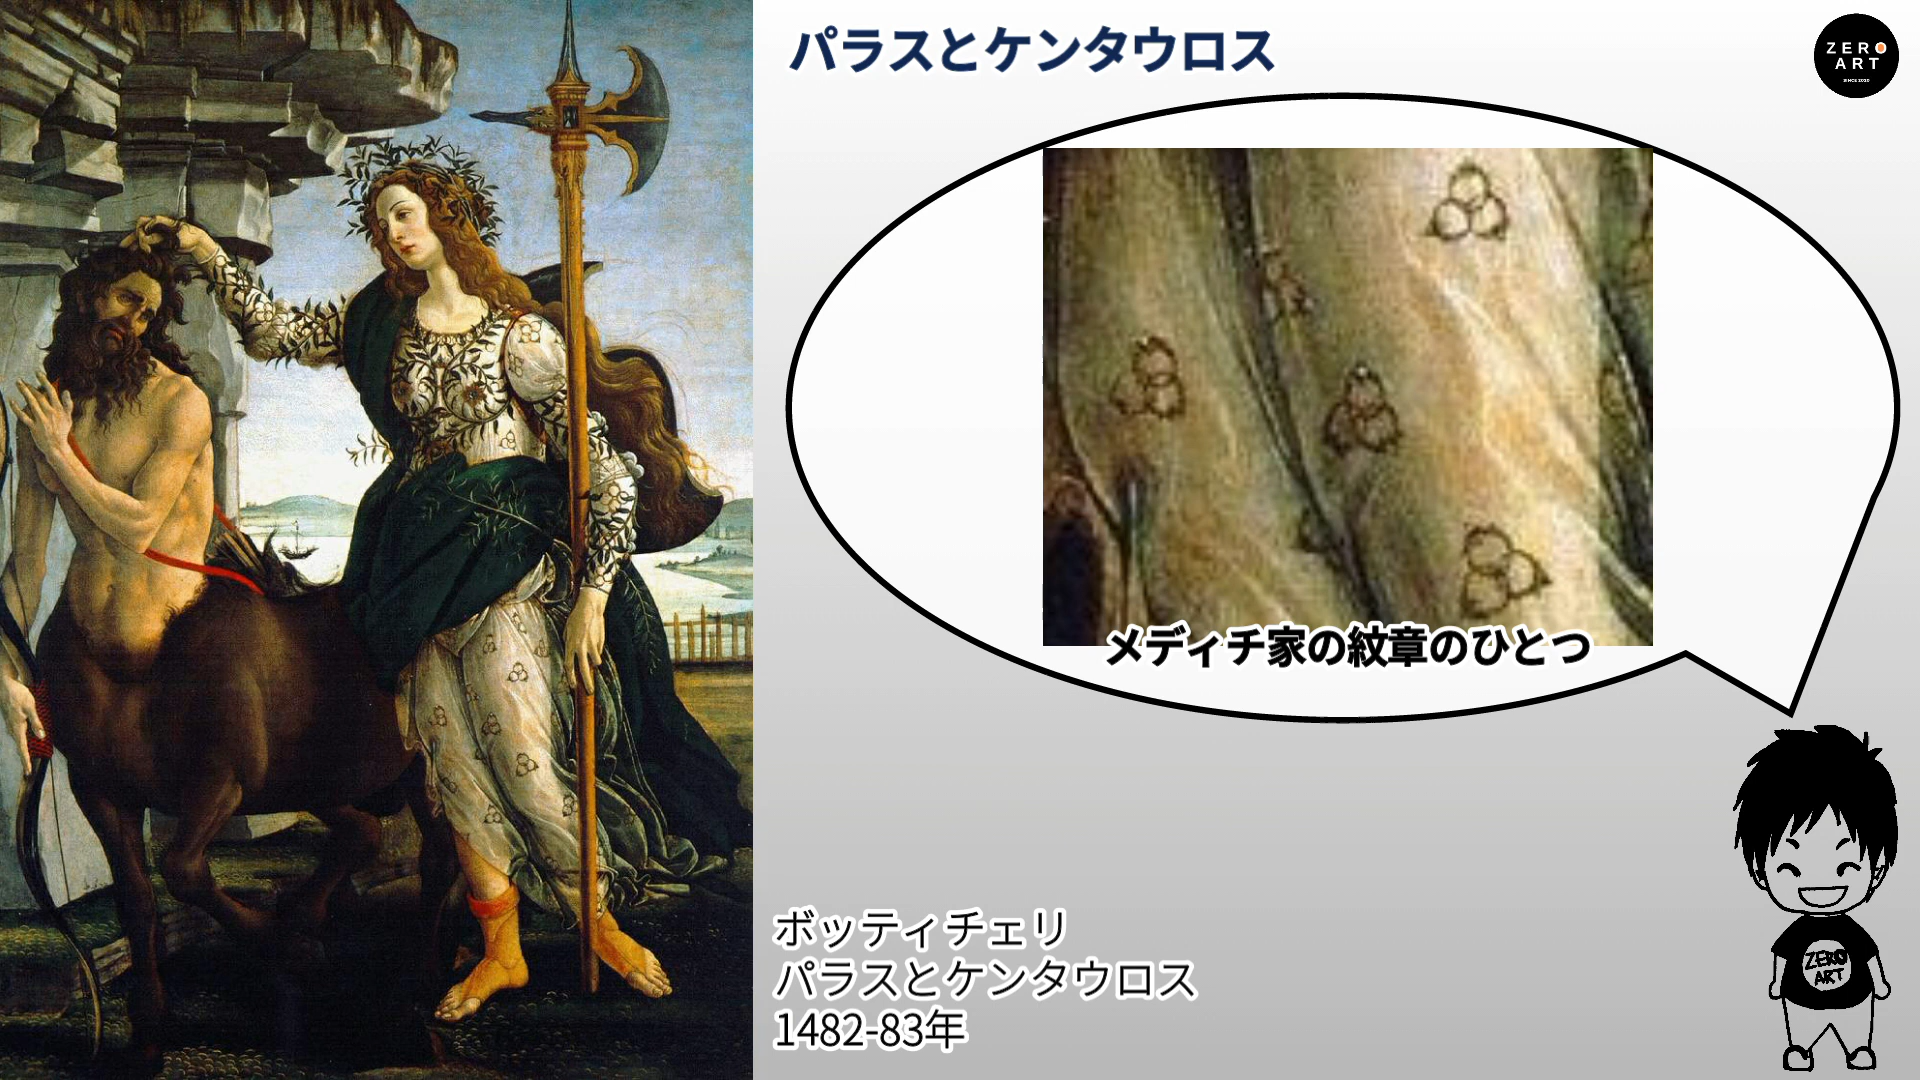 パラスとケンタウロス
ZERO
ART
SINCE 2020
メディチ家の紋章のひとつ
ボッティチェリ
パラスとケンタウロス
1482-83年
ZERO
ART